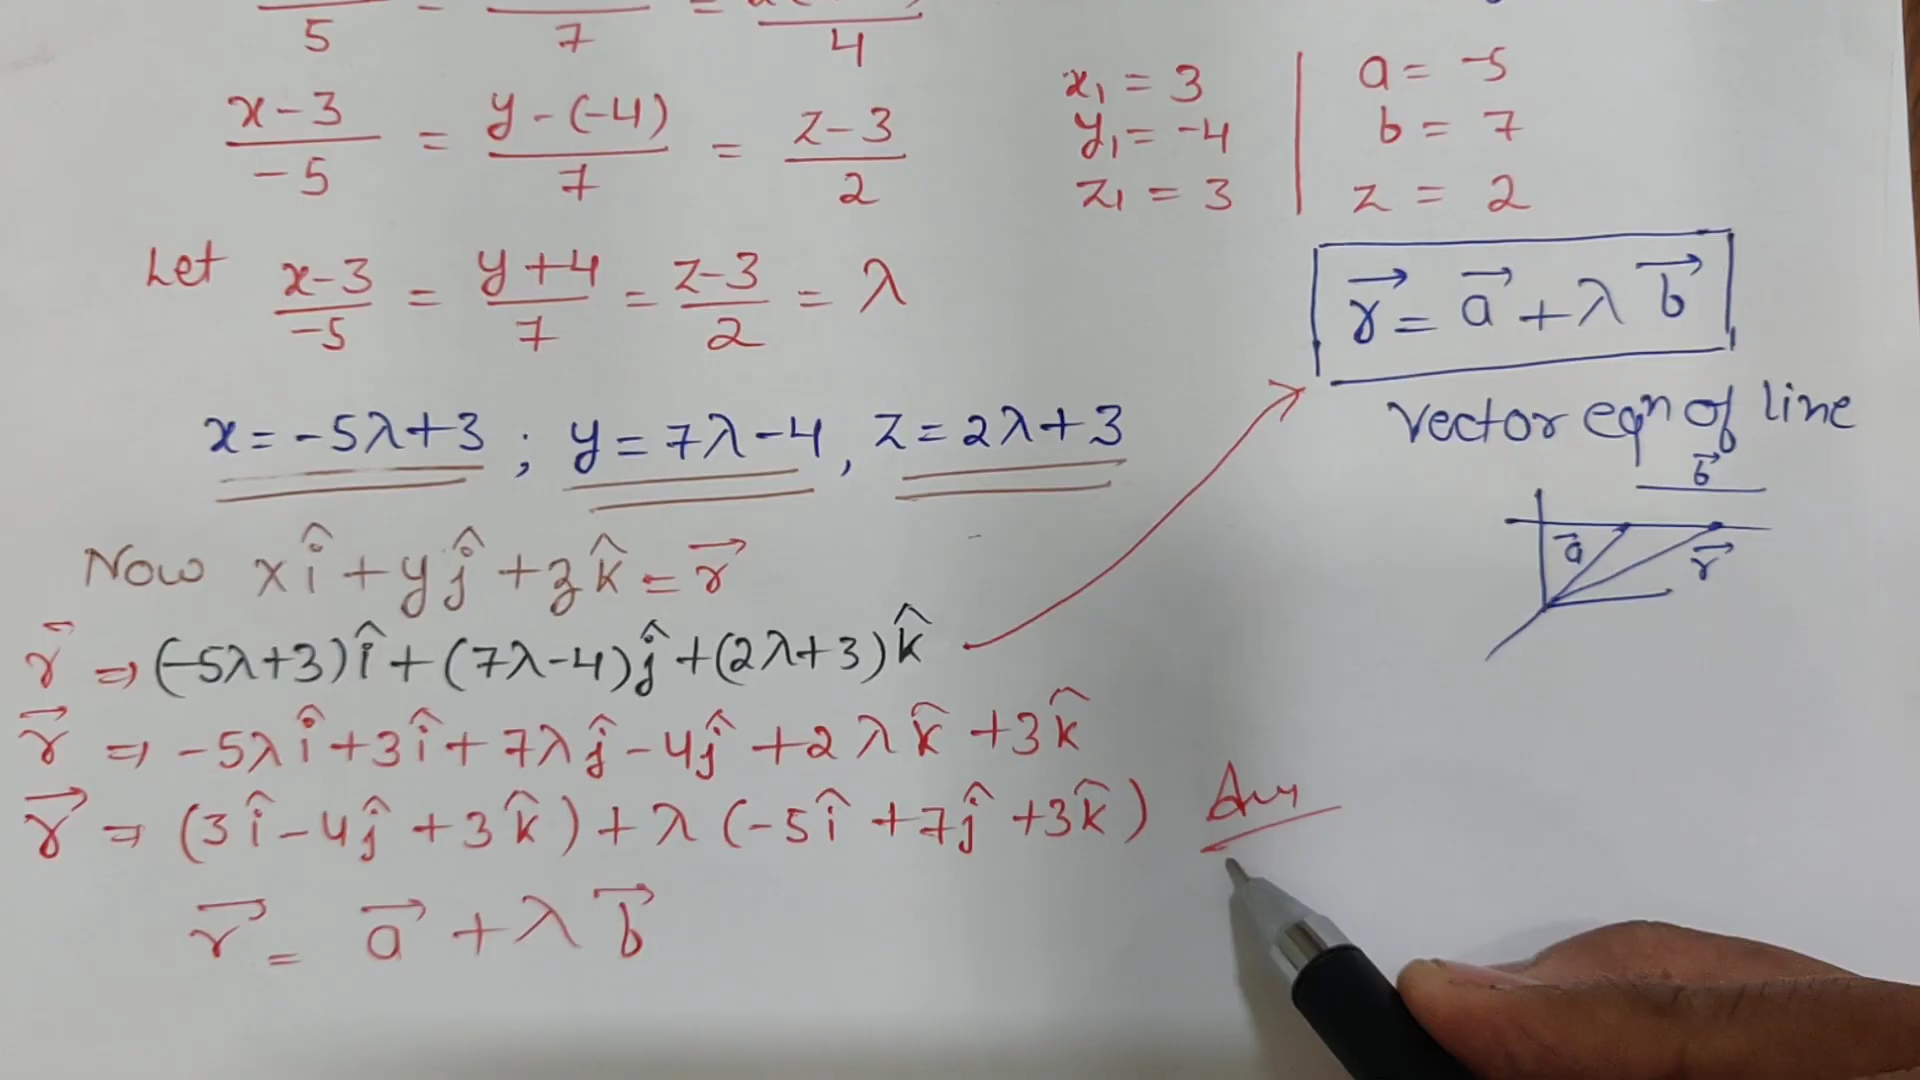 5 = 7 = 4
x-3/-5 = y-(-4)/7 = z-3/2
x₁ = 3 | a = -5
y₁ = -4 | b = 7
z₁ = 3 | z = 2
Let x-3/-5 = y+4/7 = z-3/2 = λ
r⃗ = a⃗ + λ b⃗
vector eqn of line
x = -5λ+3 ; y = 7λ-4 , z = 2λ+3
b⃗
a⃗ r⃗
Now xî + yĵ + zk̂ = r⃗
r⃗ ⇒ (-5λ+3)î + (7λ-4)ĵ + (2λ+3)k̂
r⃗ ⇒ -5λî + 3î + 7λĵ - 4ĵ + 2λk̂ + 3k̂
r⃗ ⇒ (3î - 4ĵ + 3k̂) + λ (-5î + 7ĵ + 3k̂) Ans
r⃗ = a⃗ + λ b⃗